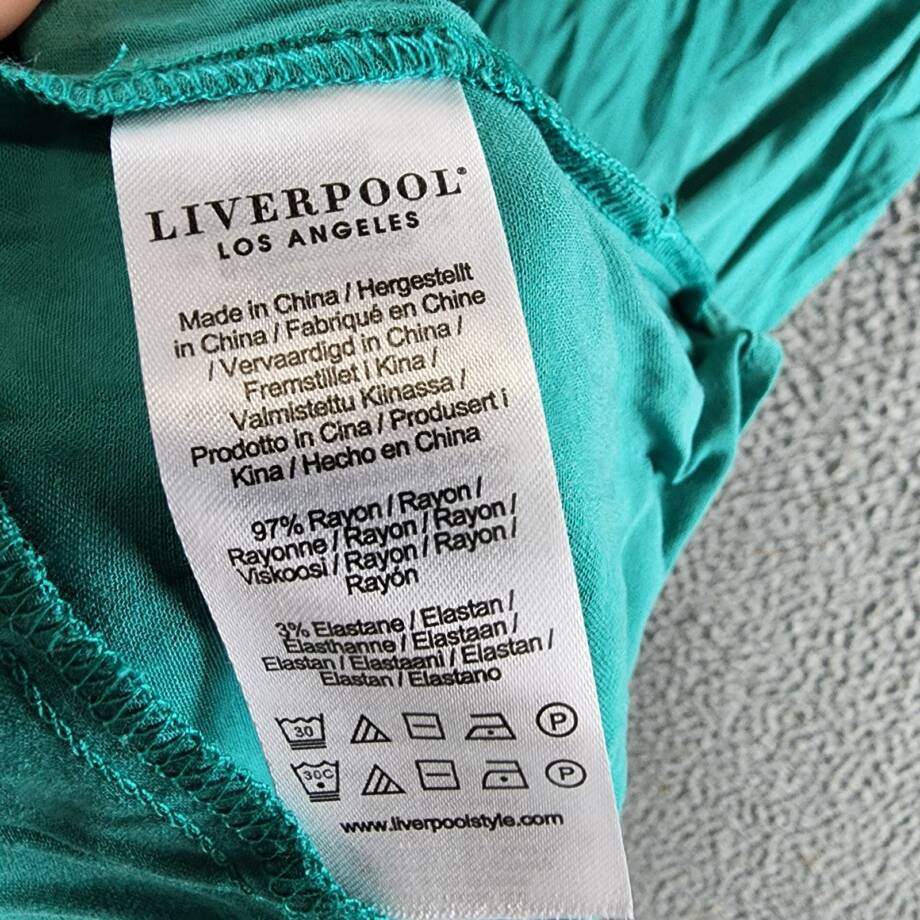 LIVERPOOL®
LOS ANGELES
Made in China / Hergestellt
in China / Fabriqué en Chine
/ Vervaardigd in China /
Fremstillet i Kina /
Valmistettu Kiinassa /
Prodotto in Cina / Produsert i
Kina / Hecho en China
97% Rayon / Rayon /
Rayonne / Rayon / Rayon /
Viskoosi / Rayon / Rayon /
Rayón
3% Elastane / Elastan /
Elasthanne / Elastaan /
Elastan / Elastaani / Elastan /
Elastan / Elastano
30 P
30C P
www.liverpoolstyle.com